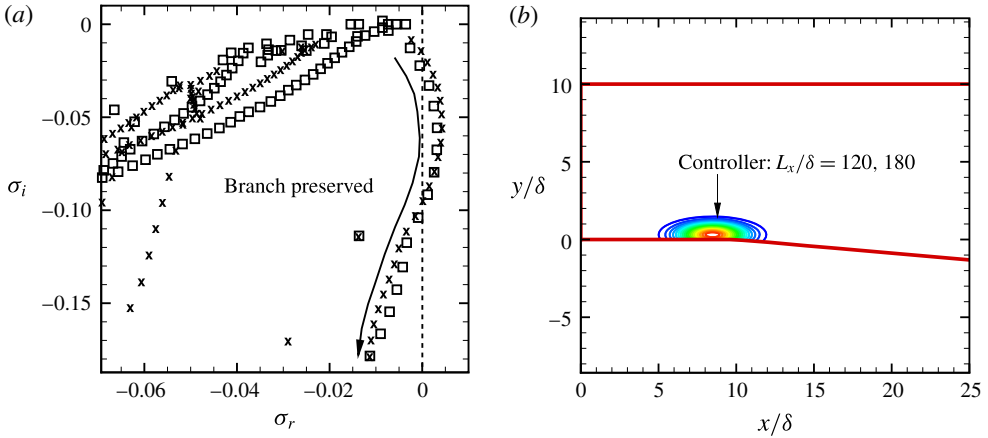 (a)
0
−0.05
σi
−0.10
−0.15
Branch preserved
−0.06
−0.04
−0.02
0
σr
(b)
10
5
y/δ
0
−5
Controller: Lx/δ = 120, 180
0
5
10
15
20
25
x/δ